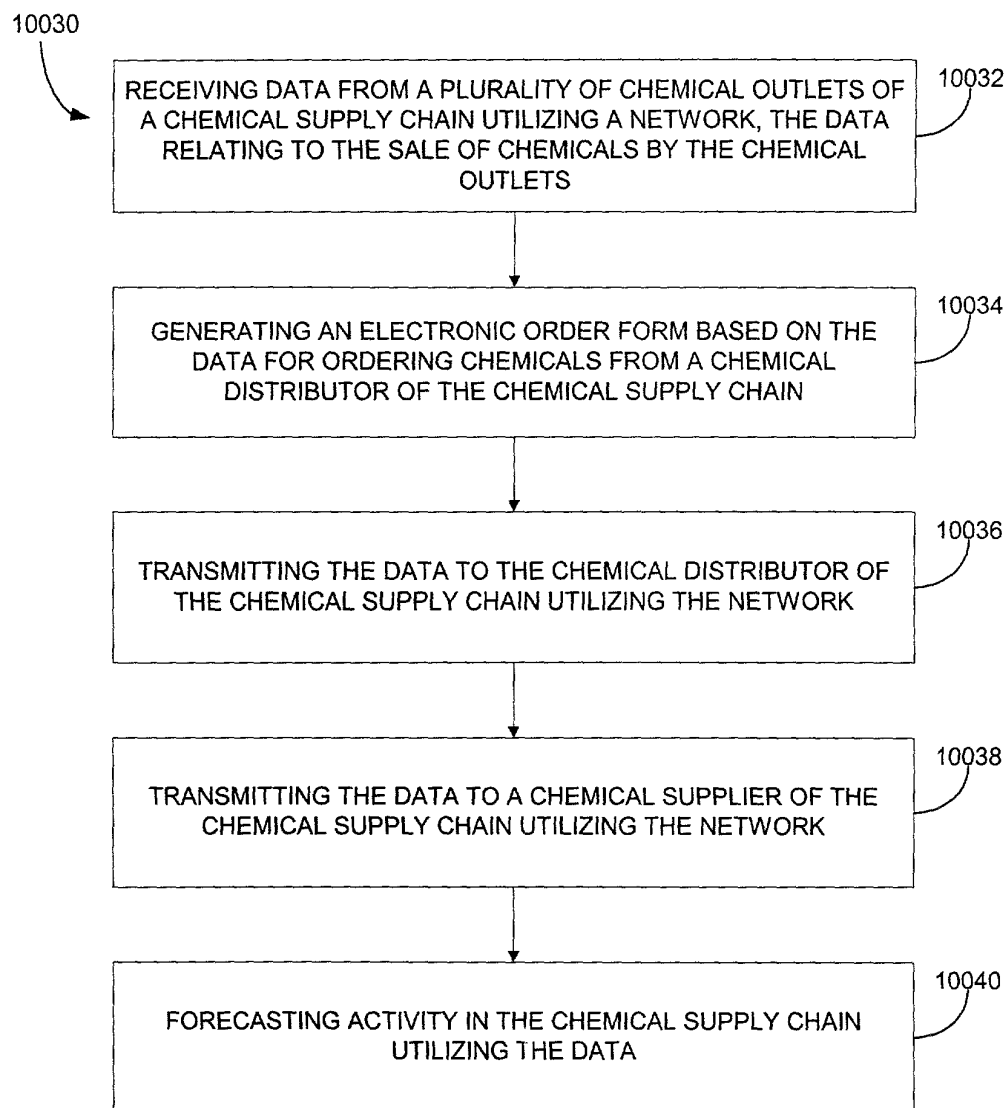 10030
RECEIVING DATA FROM A PLURALITY OF CHEMICAL OUTLETS OF
A CHEMICAL SUPPLY CHAIN UTILIZING A NETWORK, THE DATA
RELATING TO THE SALE OF CHEMICALS BY THE CHEMICAL
OUTLETS
10032
GENERATING AN ELECTRONIC ORDER FORM BASED ON THE
DATA FOR ORDERING CHEMICALS FROM A CHEMICAL
DISTRIBUTOR OF THE CHEMICAL SUPPLY CHAIN
10034
TRANSMITTING THE DATA TO THE CHEMICAL DISTRIBUTOR OF
THE CHEMICAL SUPPLY CHAIN UTILIZING THE NETWORK
10036
TRANSMITTING THE DATA TO A CHEMICAL SUPPLIER OF THE
CHEMICAL SUPPLY CHAIN UTILIZING THE NETWORK
10038
FORECASTING ACTIVITY IN THE CHEMICAL SUPPLY CHAIN
UTILIZING THE DATA
10040